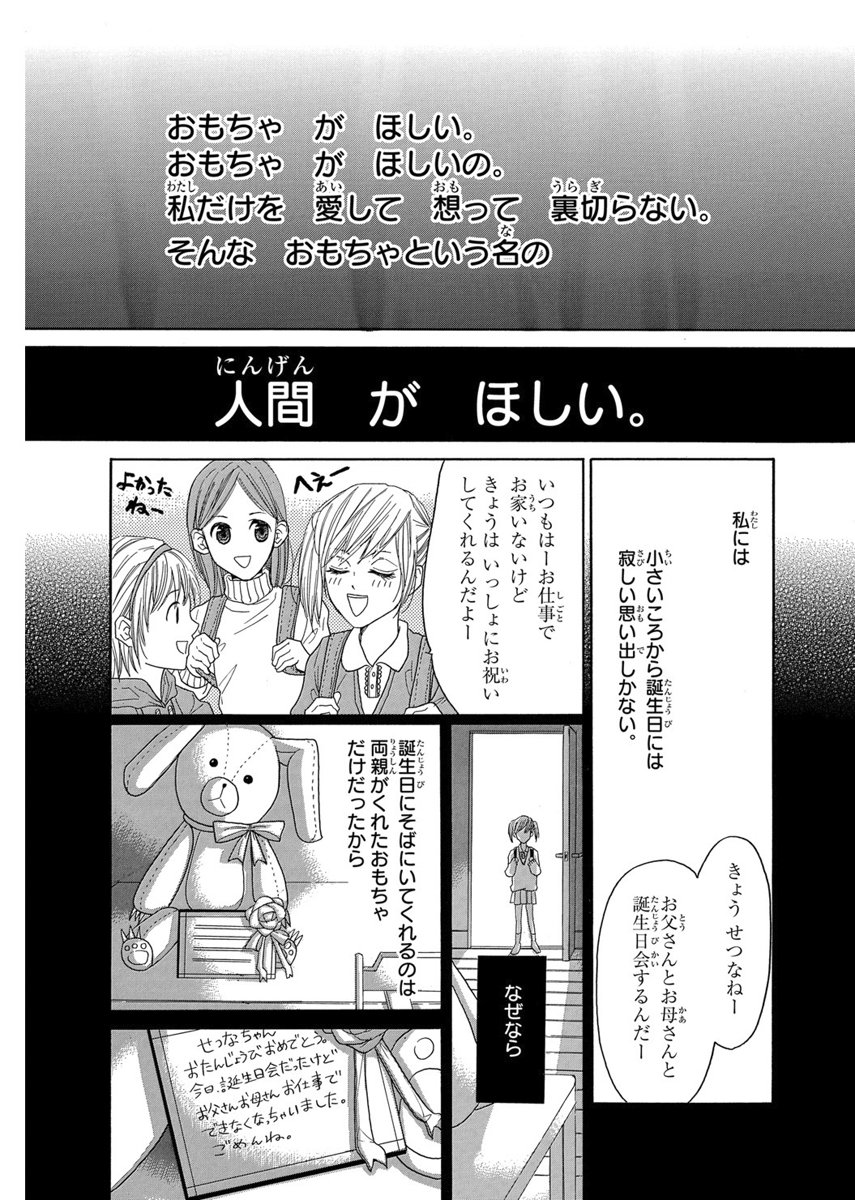 おもちゃ が ほしい。
おもちゃ が ほしいの。
私だけを 愛して 想って 裏切らない。
そんな おもちゃという名の
人間 が ほしい。
私には
小さいころから誕生日には
寂しい思い出しかない。
きょう せつなねー
お父さんとお母さんと
誕生日会するんだー
いつもはーお仕事で
お家いないけど
きょうは いっしょにお祝い
してくれるんだよー
へえー
よかった
ねー
なぜなら
誕生日にそばにいてくれるのは
両親がくれたおもちゃ
だけだったから
せつなちゃん
おたんじょうびおめでとう。
今日、誕生日会だったけど
お父さんお母さん お仕事で
できなくなっちゃいました。
ごめんね。